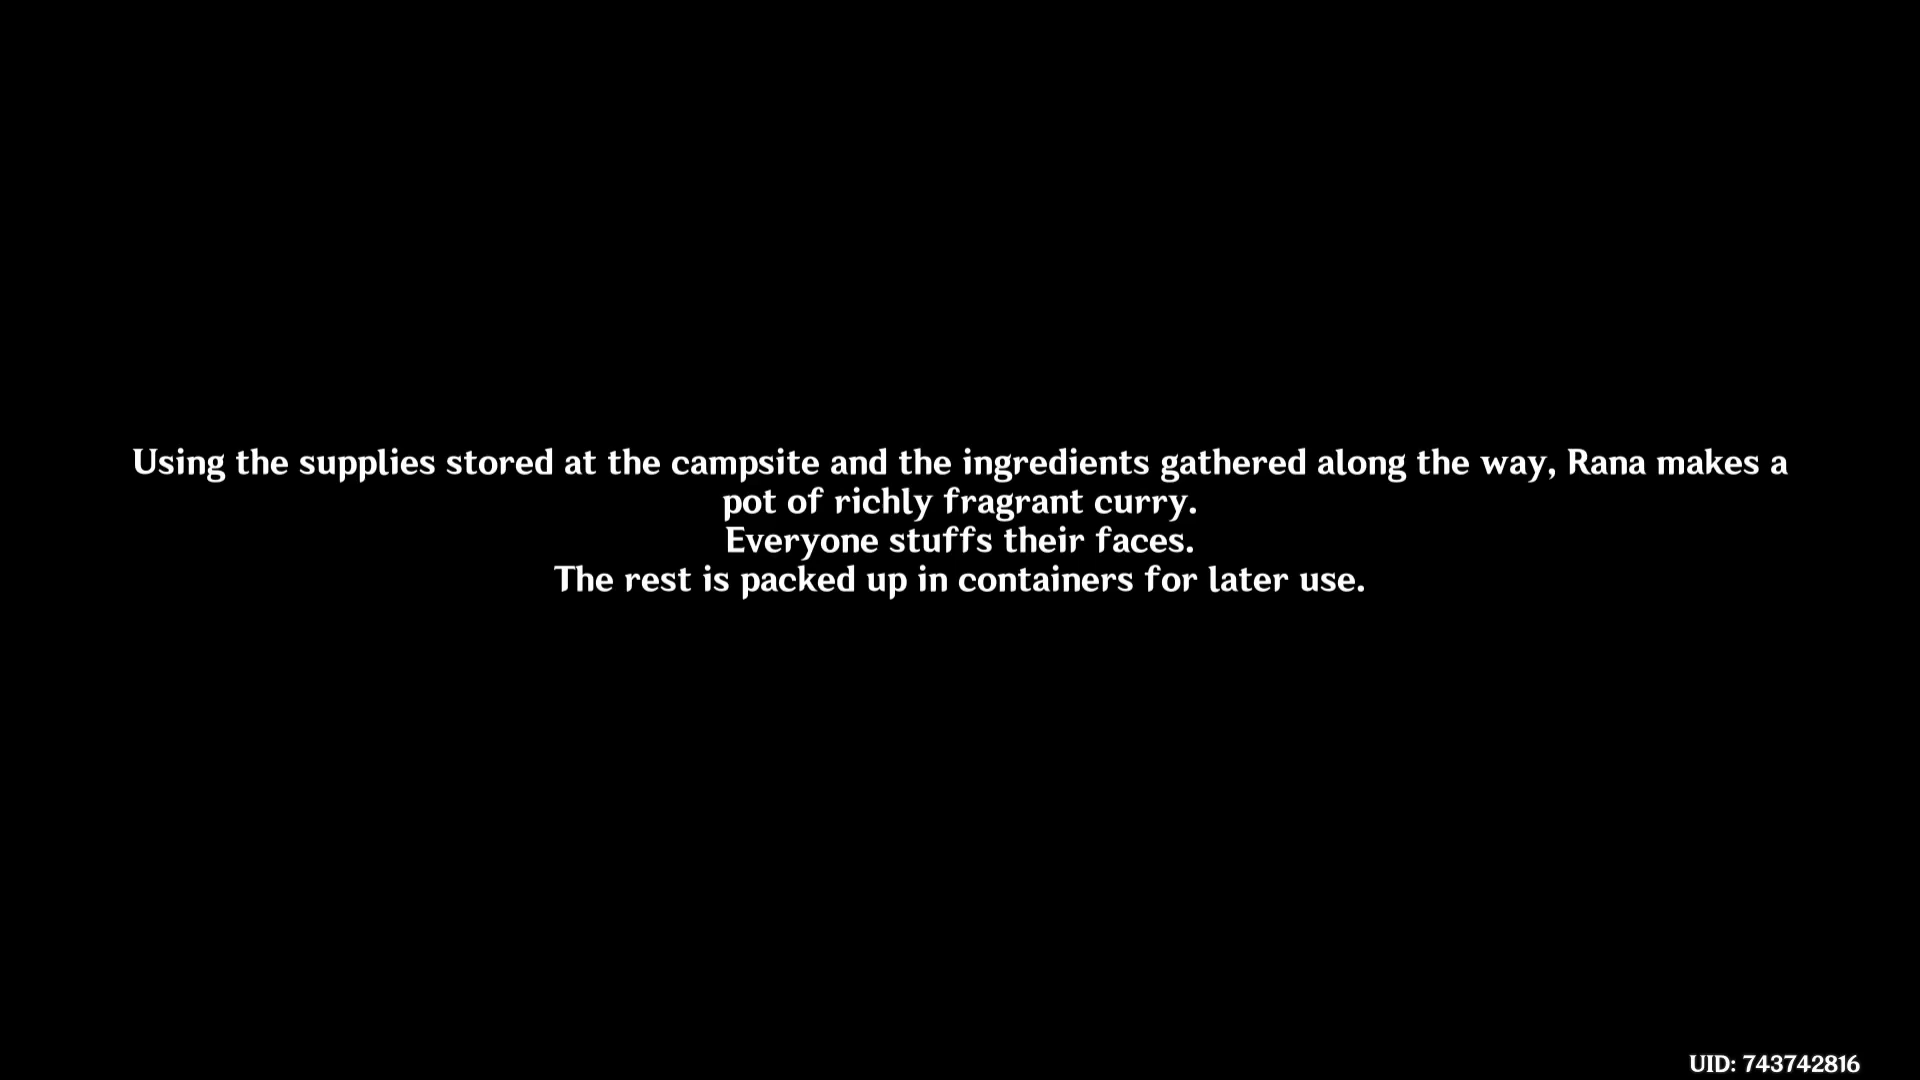 Using the supplies stored at the campsite and the ingredients gathered along the way, Rana makes a
pot of richly fragrant curry.
Everyone stuffs their faces.
The rest is packed up in containers for later use.
UID: 743742816